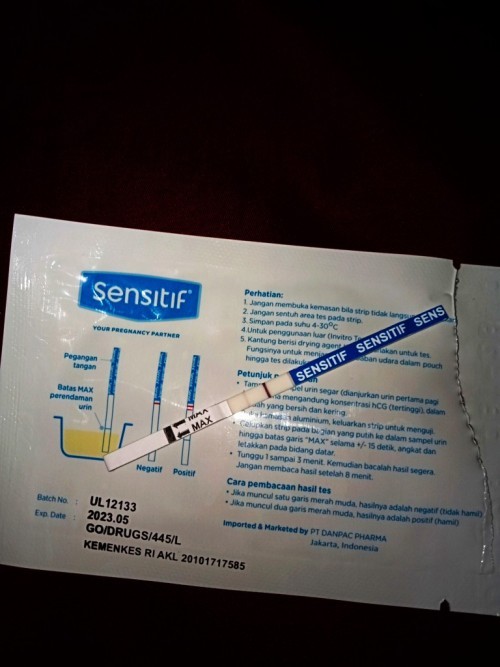 Sensitif®
YOUR PREGNANCY PARTNER
Pegangan
tangan
Batas MAX
perendaman
urin
Negatif Positif
Batch No. : UL12133
Exp. Date : 2023.05
GO/DRUGS/445/L
KEMENKES RI AKL 20101717585
Perhatian:
1. Jangan membuka kemasan bila strip tidak
2. Jangan sentuh area tes pada strip.
3. Simpan pada suhu 4-30°C
4. Untuk penggunaan luar (Invitro
5. Kantung berisi drying agent untuk tes.
Fungsinya untuk udara dalam pouch
hingga tes
SENSITIF SENSITIF SENS
MAX
MAX
Petunjuk
urin segar (dianjurkan urin pertama pagi
mengandung konsentrasi HCG (tertinggi), dalam
yang bersih dan kering.
aluminium, keluarkan strip untuk menguji.
• Celupkan strip pada bagian yang putih ke dalam sampel urin
hingga batas garis "MAX" selama +/- 15 detik, angkat dan
letakkan pada bidang datar.
• Tunggu 1 sampai 3 menit. Kemudian bacalah hasil segera.
Jangan membaca hasil setelah 8 menit.
Cara pembacaan hasil tes
• Jika muncul satu garis merah muda, hasilnya adalah negatif (tidak hamil)
• Jika muncul dua garis merah muda, hasilnya adalah positif (hamil)
Imported & Marketed by PT DANPAC PHARMA
Jakarta, Indonesia